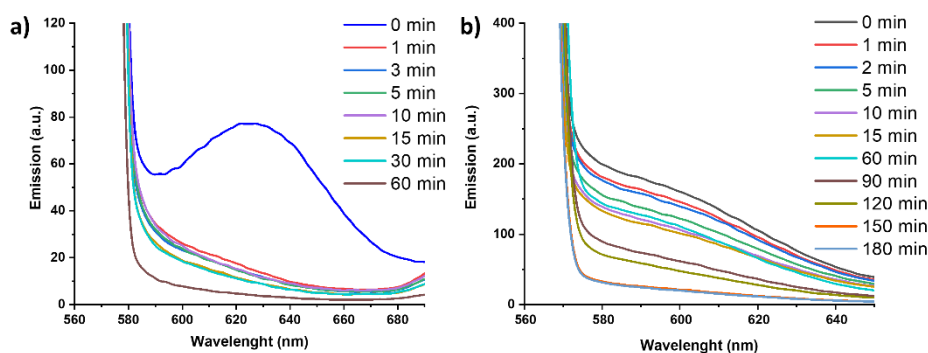 a)
120
100
80
60
40
20
0
Emission (a.u.)
560 580 600 620 640 660 680
Wavelenght (nm)
0 min
1 min
3 min
5 min
10 min
15 min
30 min
60 min
b)
400
300
200
100
0
Emission (a.u.)
560 580 600 620 640
Wavelenght (nm)
0 min
1 min
2 min
5 min
10 min
15 min
60 min
90 min
120 min
150 min
180 min